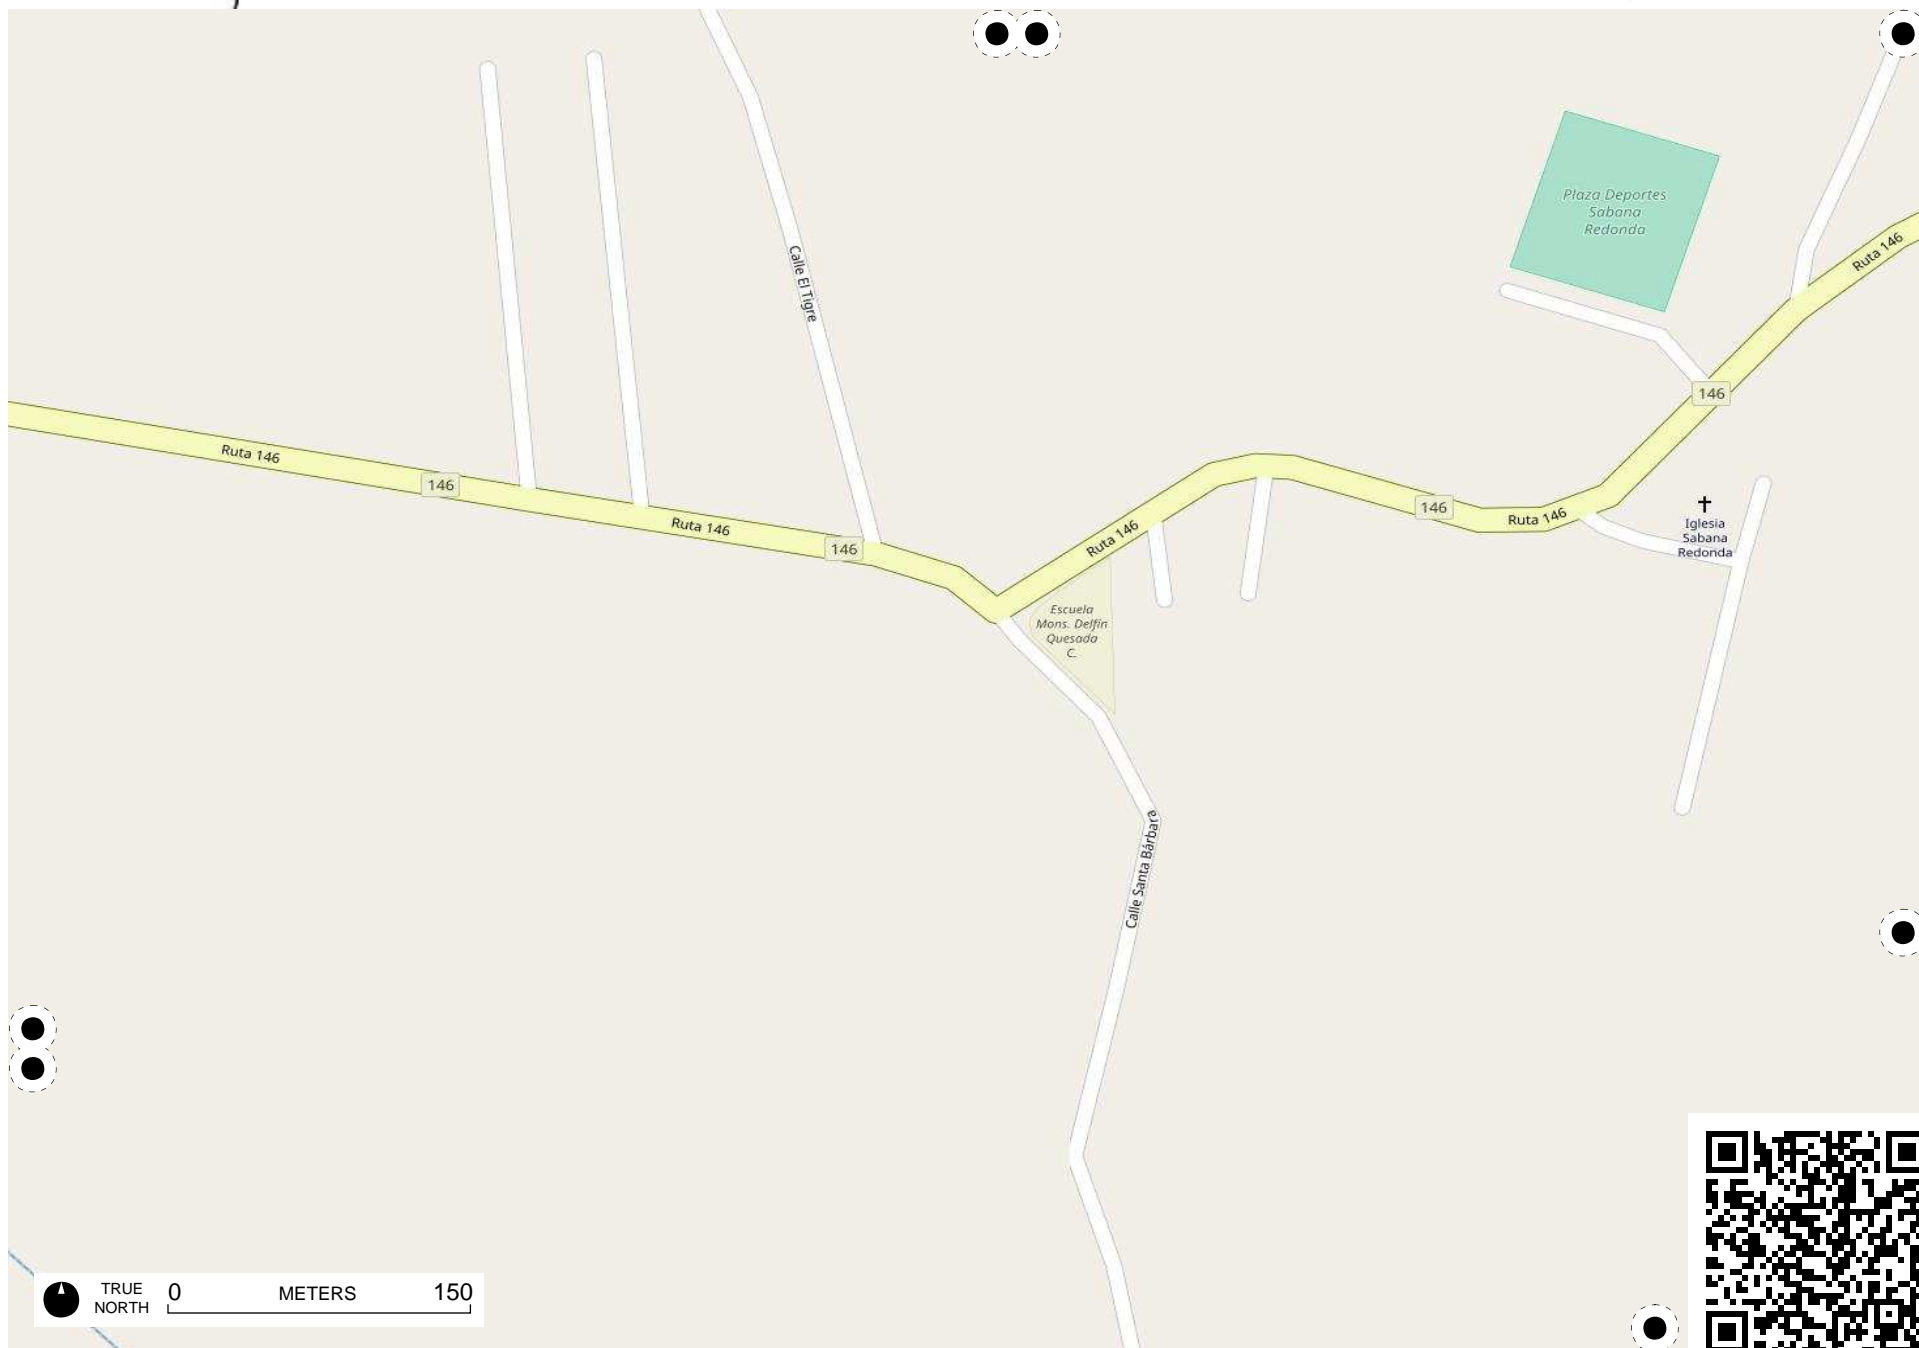 Plaza Deportes
Sabana
Redonda
Ruta 146
Calle El Tigre
146
Ruta 146
146
Ruta 146
146
Ruta 146
146
Ruta 146
146
Iglesia
Sabana
Redonda
Escuela
Mons. Delfín
Quesada
C.
Calle Santa Bárbara
TRUE
NORTH
0 METERS 150